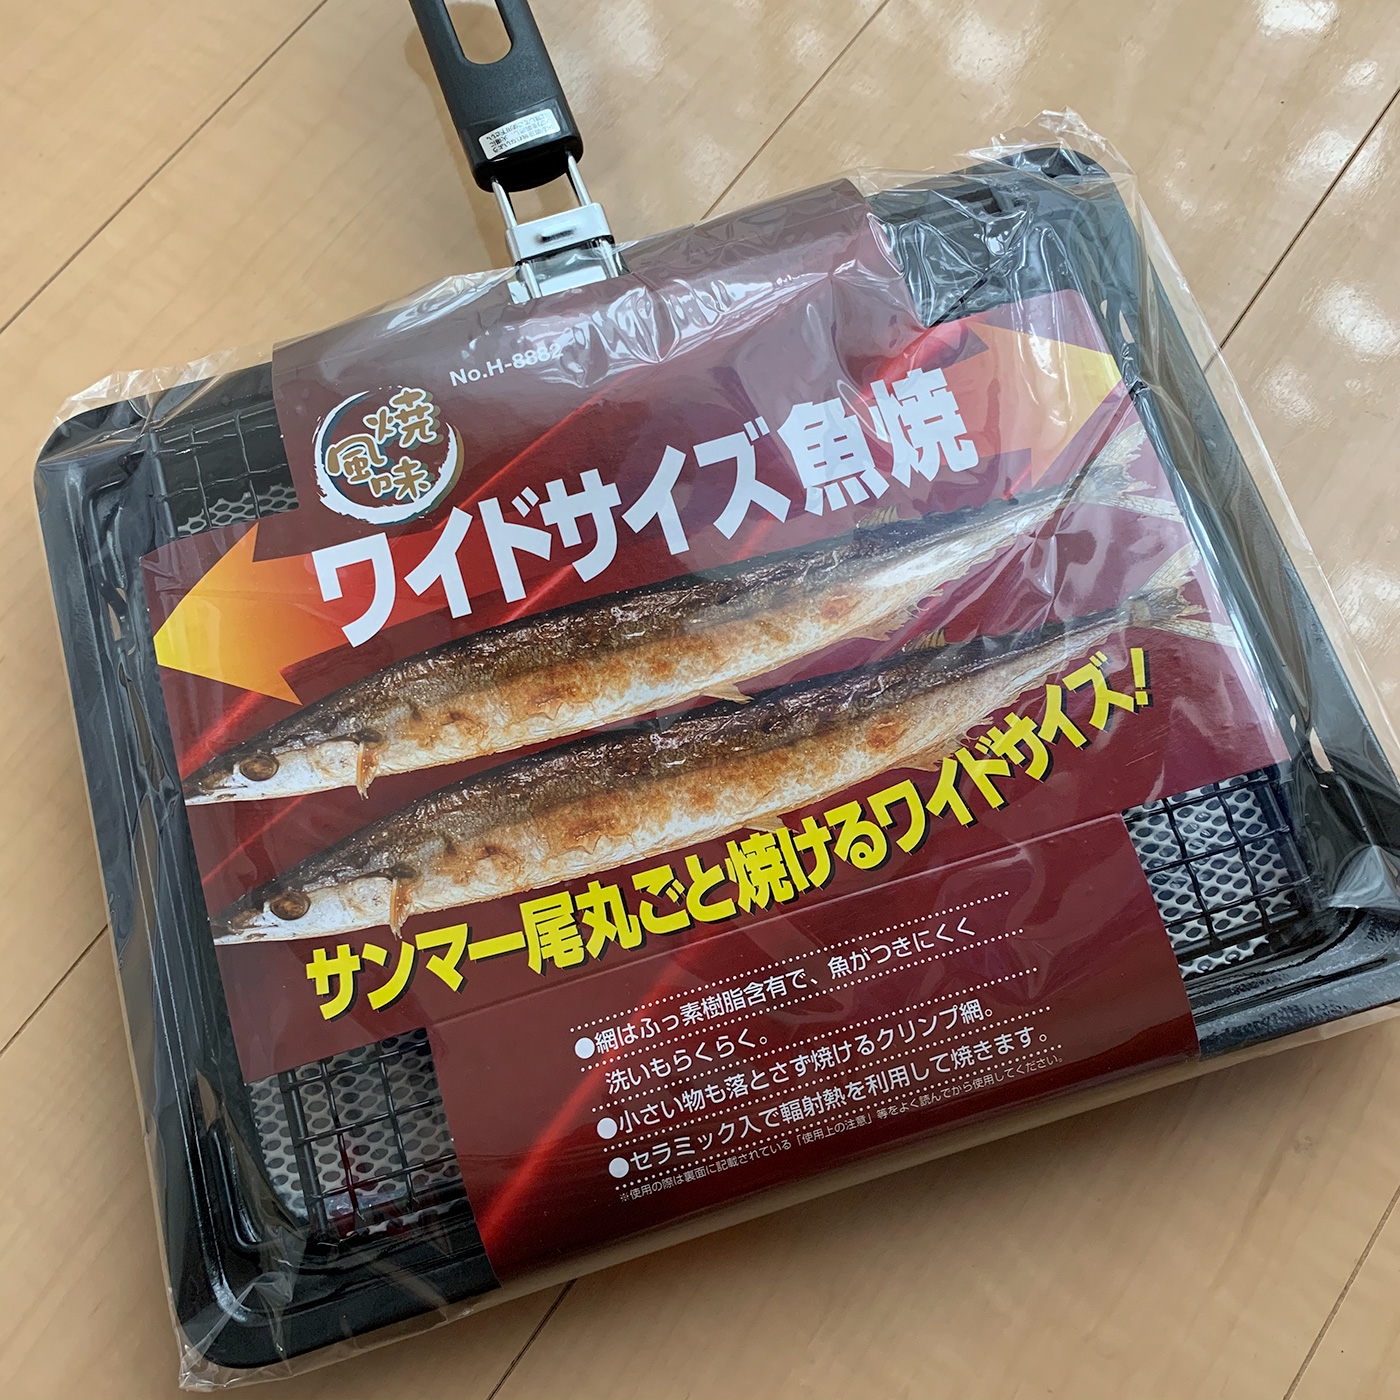 No.H-8882
焼
風味
ワイドサイズ魚焼
サンマ一尾丸ごと焼けるワイドサイズ！
●網はふっ素樹脂含有で、魚がつきにくく
洗いもらくらく。
●小さい物も落とさず焼けるクリンプ網。
●セラミック入で輻射熱を利用して焼きます。
※使用の際は裏面に記載されている「使用上の注意」等をよく読んでから使用してください。